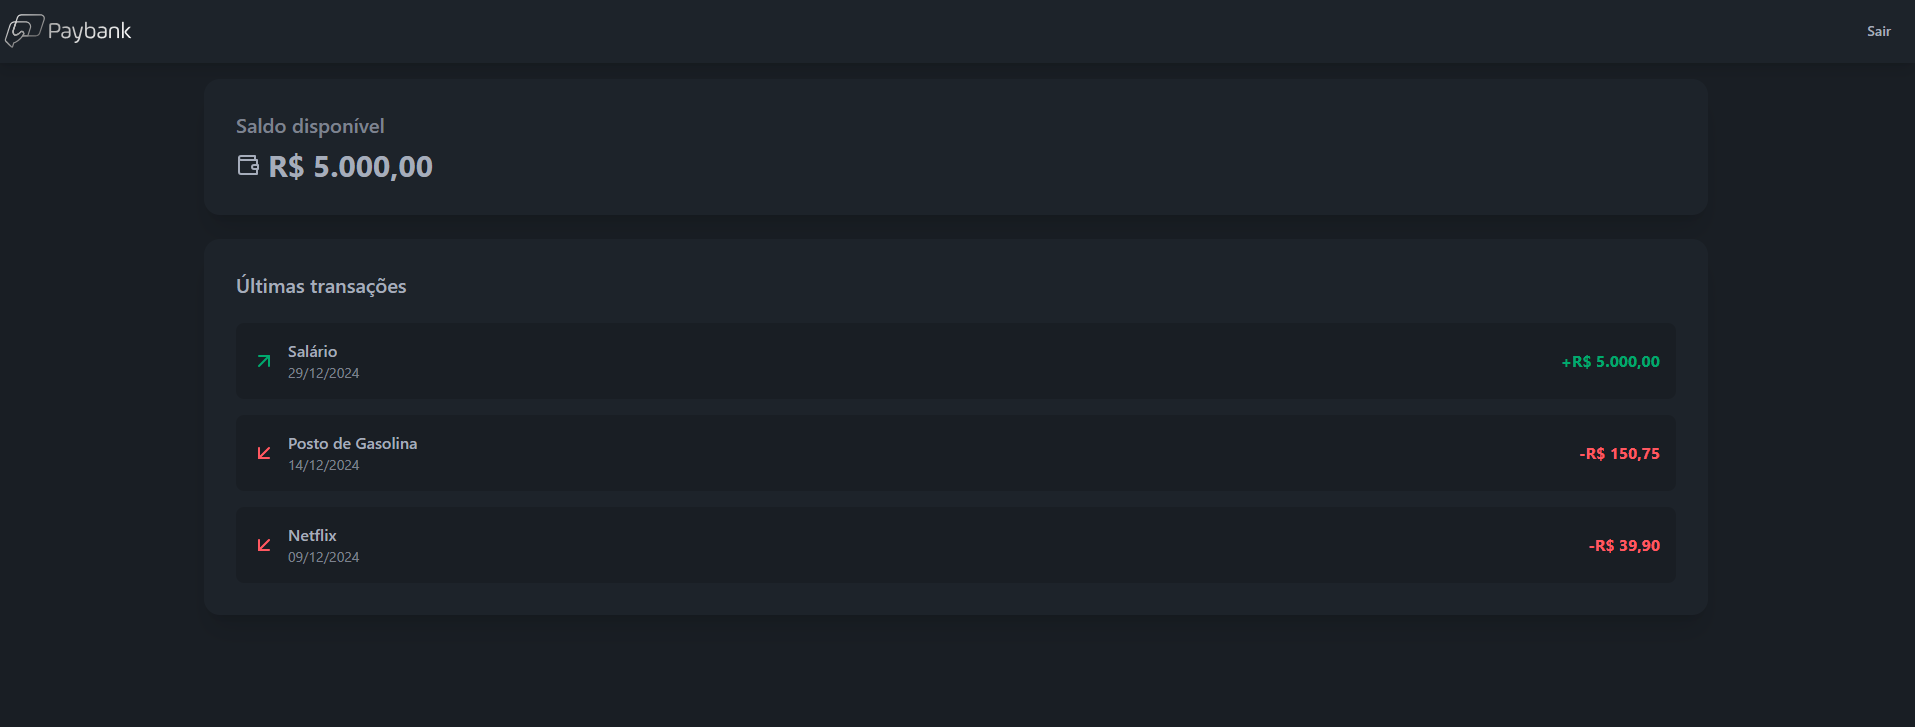 Paybank
Sair
Saldo disponível
R$ 5.000,00
Últimas transações
Salário
29/12/2024
+R$ 5.000,00
Posto de Gasolina
14/12/2024
-R$ 150,75
Netflix
09/12/2024
-R$ 39,90